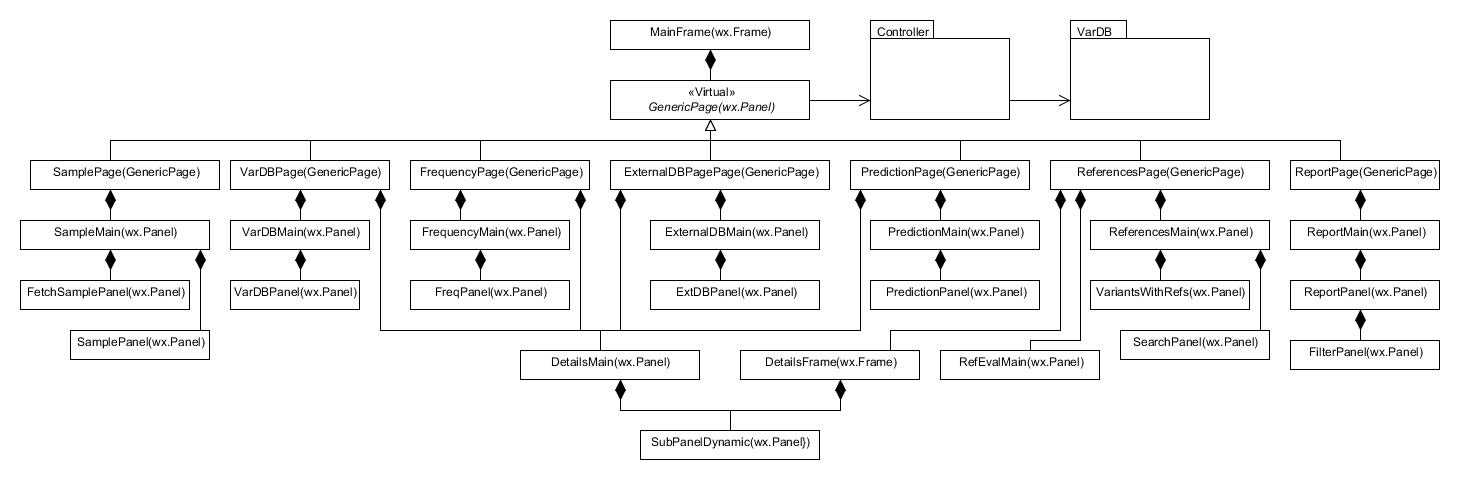 MainFrame(wx.Frame)
Controller
VarDB
«Virtual»
GenericPage(wx.Panel)
SamplePage(GenericPage)
VarDBPage(GenericPage)
FrequencyPage(GenericPage)
ExternalDBPagePage(GenericPage)
PredictionPage(GenericPage)
ReferencesPage(GenericPage)
ReportPage(GenericPage)
SampleMain(wx.Panel)
VarDBMain(wx.Panel)
FrequencyMain(wx.Panel)
ExternalDBMain(wx.Panel)
PredictionMain(wx.Panel)
ReferencesMain(wx.Panel)
ReportMain(wx.Panel)
FetchSamplePanel(wx.Panel)
VarDBPanel(wx.Panel)
FreqPanel(wx.Panel)
ExtDBPanel(wx.Panel)
PredictionPanel(wx.Panel)
VariantsWithRefs(wx.Panel)
ReportPanel(wx.Panel)
SamplePanel(wx.Panel)
SearchPanel(wx.Panel)
FilterPanel(wx.Panel)
DetailsMain(wx.Panel)
DetailsFrame(wx.Frame)
RefEvalMain(wx.Panel)
SubPanelDynamic(wx.Panel})